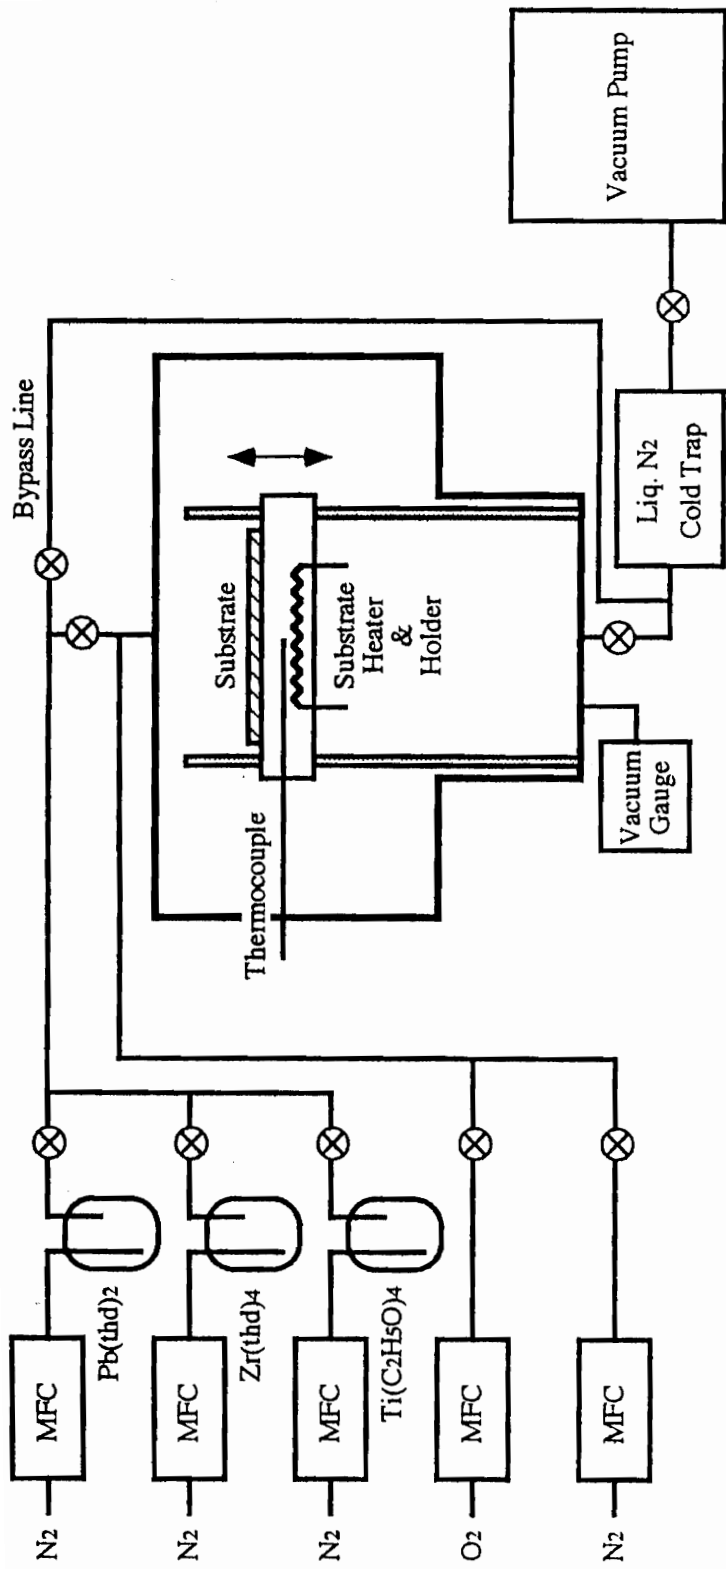 N2
MFC
Pb(thd)2
N2
MFC
Zr(thd)4
N2
MFC
Ti(C2H5O)4
O2
MFC
N2
MFC
Bypass Line
Thermocouple
Substrate
Substrate
Heater
&
Holder
Vacuum
Gauge
Liq. N2
Cold Trap
Vacuum Pump